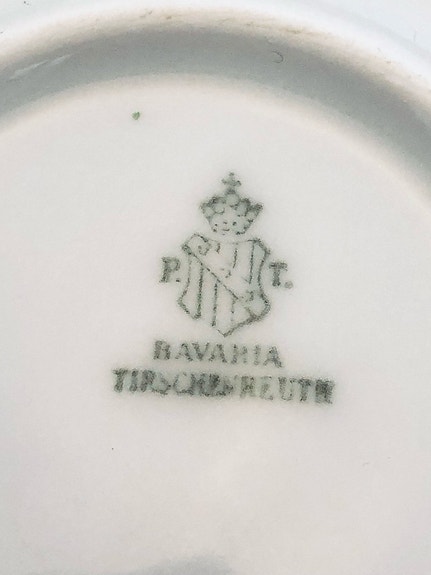 P. T.
BAVARIA
TIRSCHENREUTH